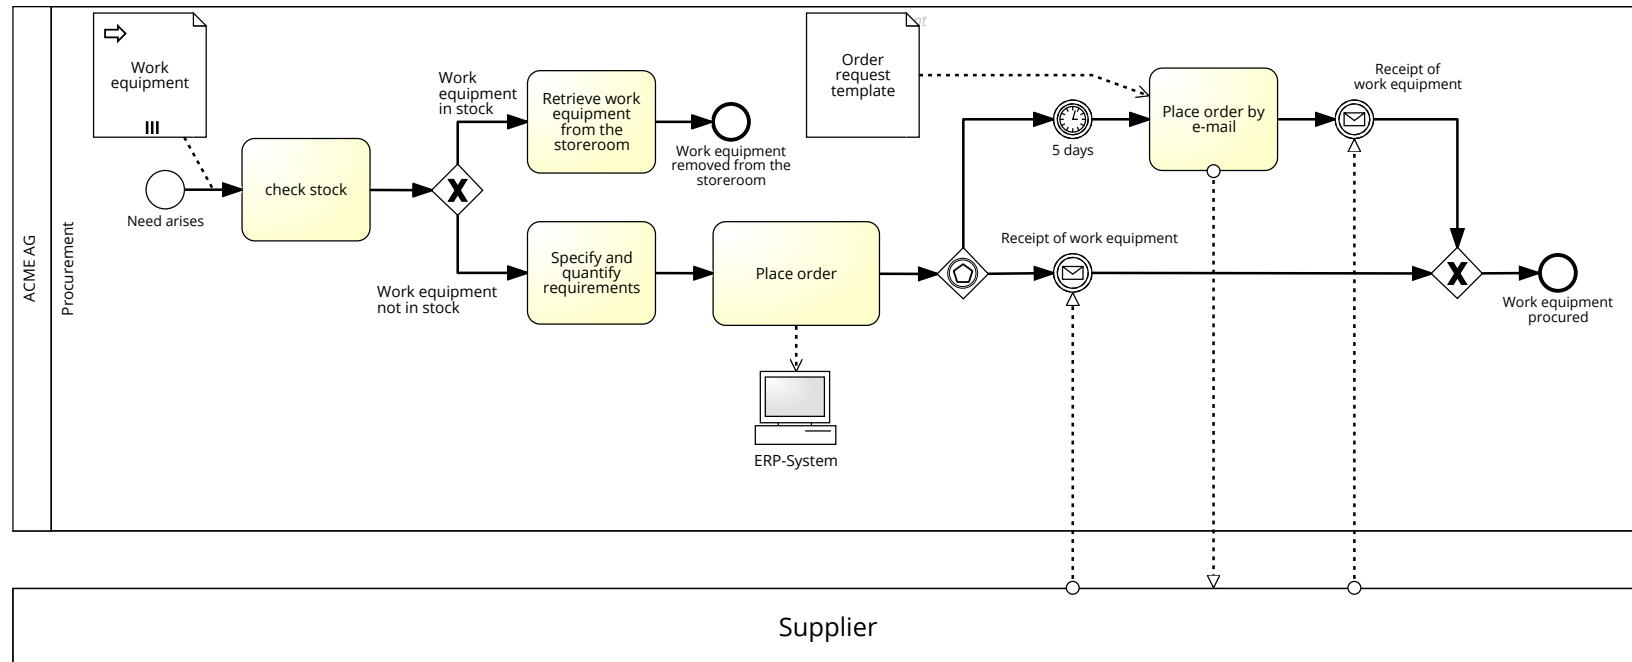 ACME AG
Procurement
Work
equipment
Need arises
check stock
Work
equipment
in stock
Work equipment
not in stock
Retrieve work
equipment
from the
storeroom
Work equipment
removed from the
storeroom
Specify and
quantify
requirements
Place order
ERP-System
Order
request
template
nt
5 days
Place order by
e-mail
Receipt of
work equipment
Receipt of work equipment
Work equipment
procured
Supplier